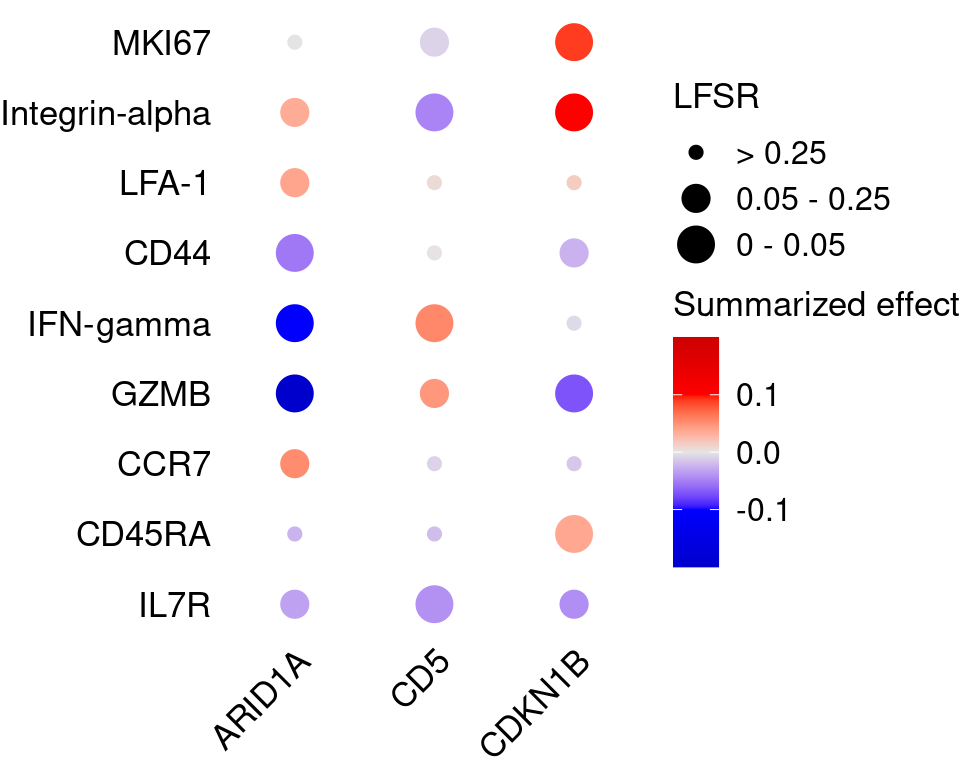 MKI67
Integrin-alpha
LFA-1
CD44
IFN-gamma
GZMB
CCR7
CD45RA
IL7R
ARID1A
CD5
CDKN1B
LFSR
> 0.25
0.05 - 0.25
0 - 0.05
Summarized effect
0.1
0.0
-0.1